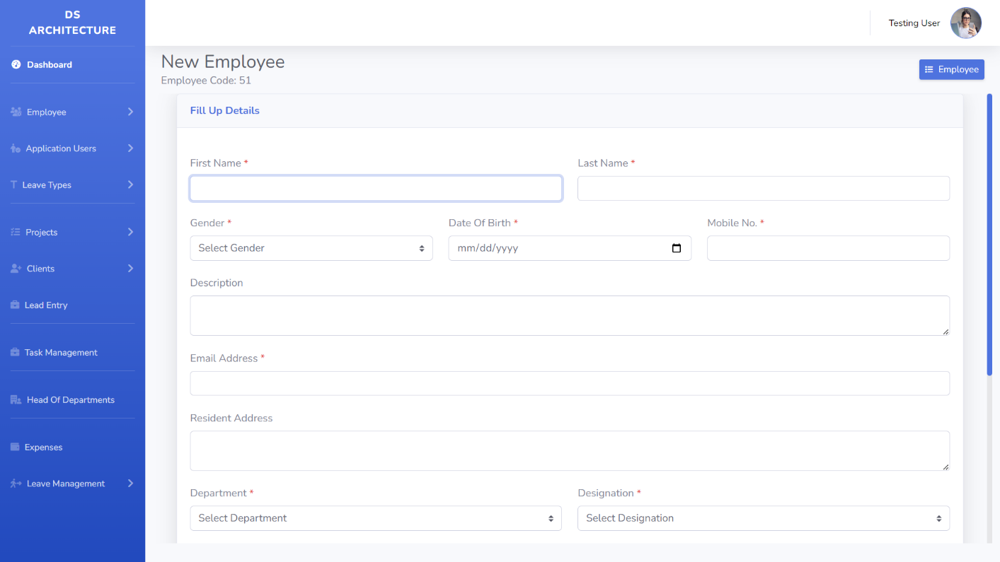 DS
ARCHITECTURE
Testing User
Dashboard
Employee
Application Users
Leave Types
Projects
Clients
Lead Entry
Task Management
Head Of Departments
Expenses
Leave Management
New Employee
Employee Code: 51
Employee
Fill Up Details
First Name *
Last Name *
Gender *
Date Of Birth *
Mobile No. *
Select Gender
mm/dd/yyyy
Description
Email Address *
Resident Address
Department *
Designation *
Select Department
Select Designation